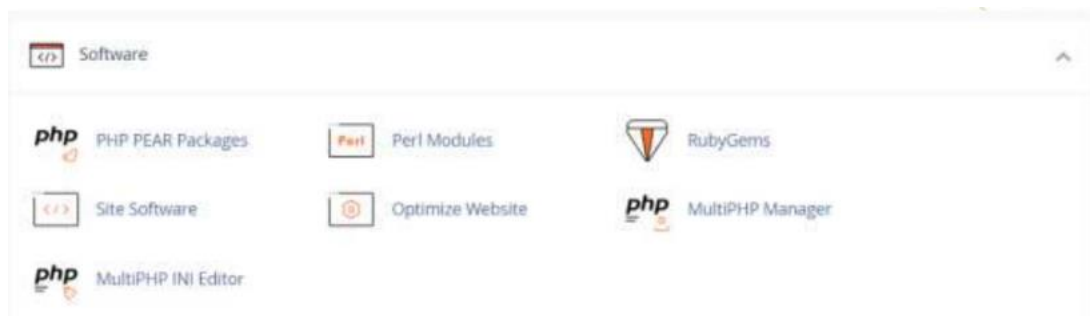 </> Software
php PHP PEAR Packages
Perl Perl Modules
RubyGems
</> Site Software
Optimize Website
php MultiPHP Manager
php MultiPHP INI Editor